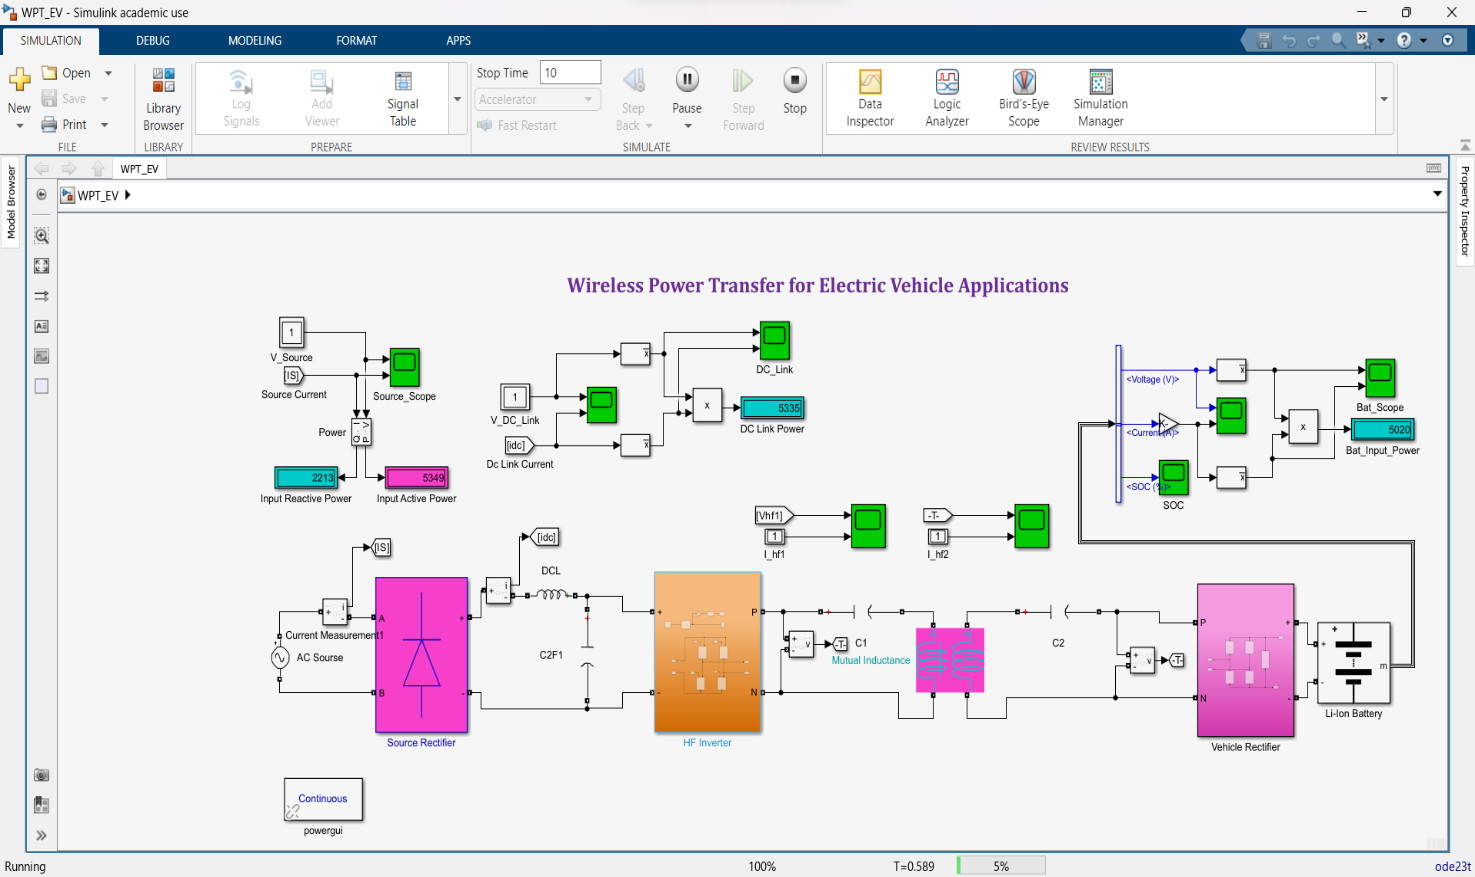 WPT_EV - Simulink academic use
SIMULATION DEBUG MODELING FORMAT APPS
New
Open
Save
Print
FILE
Library Browser
LIBRARY
Log Signals
Add Viewer
Signal Table
PREPARE
Stop Time 10
Accelerator
Fast Restart
Step Back
Pause
Step Forward
Stop
SIMULATE
Data Inspector
Logic Analyzer
Bird's-Eye Scope
Simulation Manager
REVIEW RESULTS
Model Browser
Property Inspector
WPT_EV
WPT_EV
Wireless Power Transfer for Electric Vehicle Applications
1
V_Source
[IS]
Source Current
Source_Scope
Power
I
V
Q
P
2213
Input Reactive Power
5349
Input Active Power
1
V_DC_Link
[idc]
Dc Link Current
x
x
x
DC_Link
5335
DC Link Power
<Voltage (V)>
<Current (A)>
K-
<SOC (%)>
SOC
x
x
x
Bat_Scope
5020
Bat_Input_Power
[Vhf1]
1
I_hf1
-T-
1
I_hf2
[IS]
[idc]
DCL
+
-
i
Current Measurement1
AC Sourse
A
B
+
-
Source Rectifier
+
-
i
C2F1
+
-
P
N
HF Inverter
+
-
v
-T-
C1
Mutual Inductance
C2
+
-
v
-T-
P
N
+
-
Vehicle Rectifier
+
-
m
Li-Ion Battery
Continuous
powergui
Running
100%
T=0.589
5%
ode23t